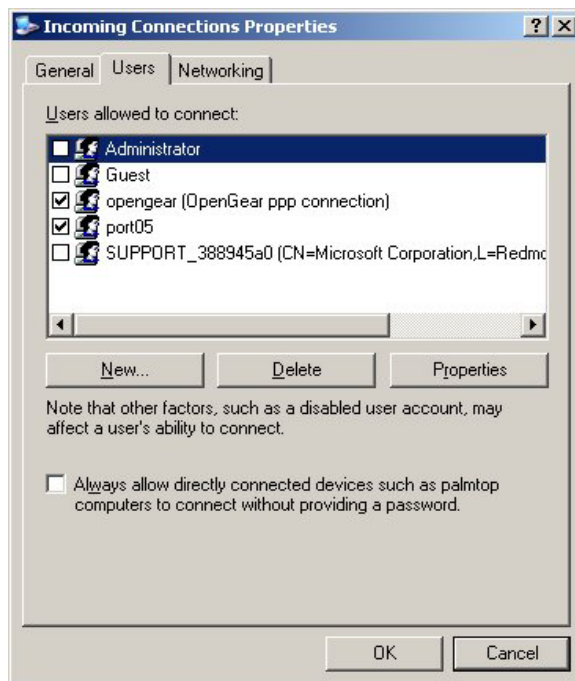 Incoming Connections Properties
General Users Networking
Users allowed to connect:
Administrator
Guest
opengear (OpenGear ppp connection)
port05
SUPPORT_388945a0 (CN=Microsoft Corporation,L=Redmo
New... Delete Properties
Note that other factors, such as a disabled user account, may
affect a user's ability to connect.
Always allow directly connected devices such as palmtop
computers to connect without providing a password.
OK Cancel